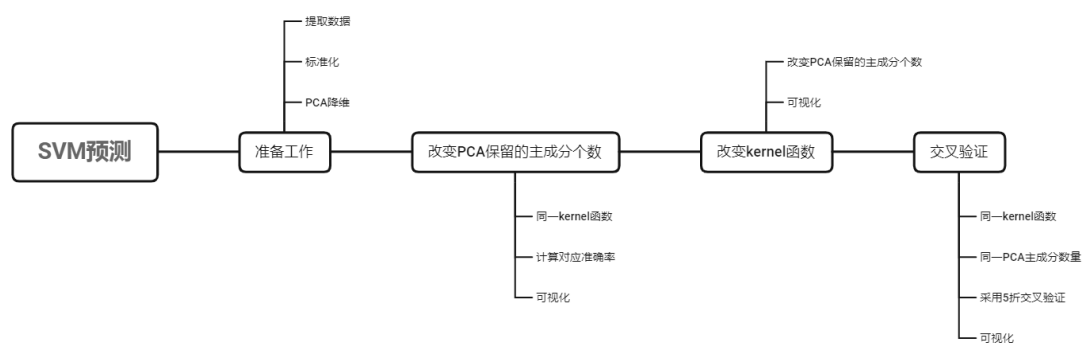 SVM预测
准备工作
提取数据
标准化
PCA降维
改变PCA保留的主成分个数
同一kernel函数
计算对应准确率
可视化
改变kernel函数
改变PCA保留的主成分个数
可视化
交叉验证
同一kernel函数
同一PCA主成分数量
采用5折交叉验证
可视化